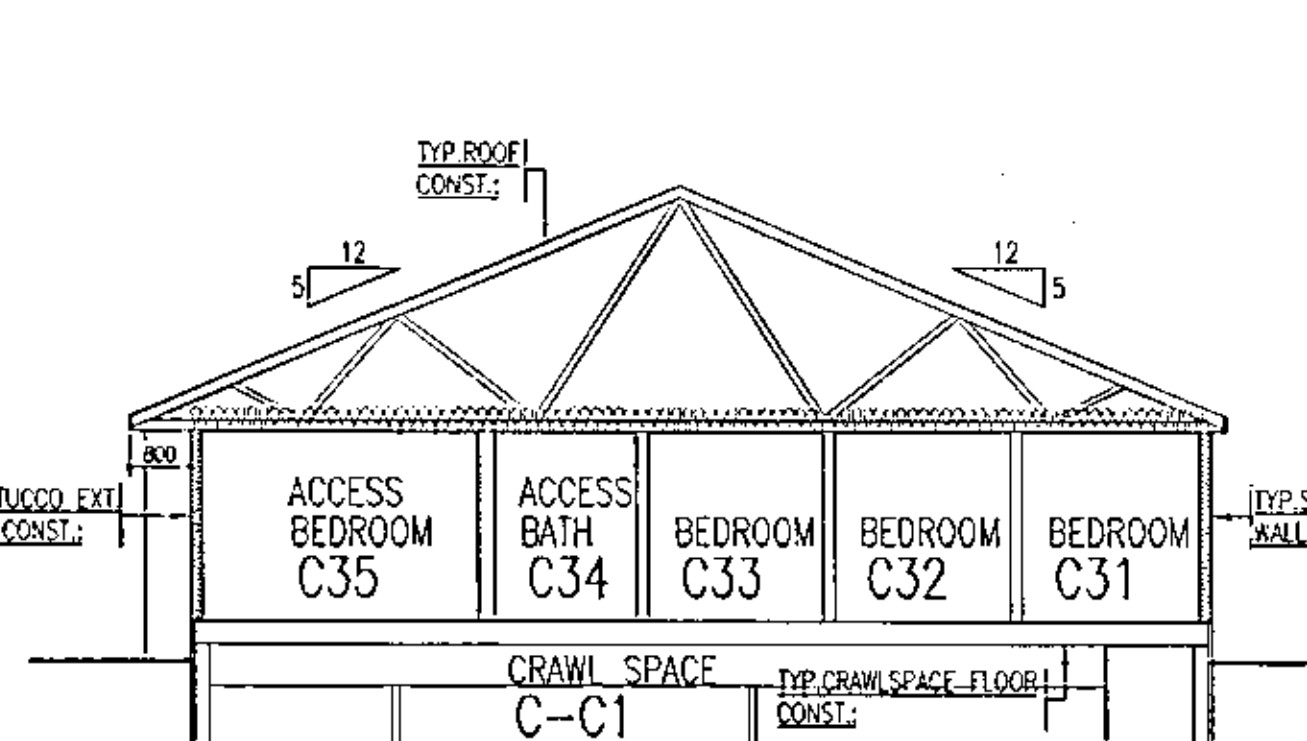 TYP.ROOF
CONST.:
12
5
12
5
800
TUCCO EXT
CONST.:
ACCESS
BEDROOM
C35
ACCESS
BATH
C34
BEDROOM
C33
BEDROOM
C32
BEDROOM
C31
TYP.S
WALL
CRAWL SPACE
C-C1
TYP.CRAWLSPACE FLOOR
CONST.: